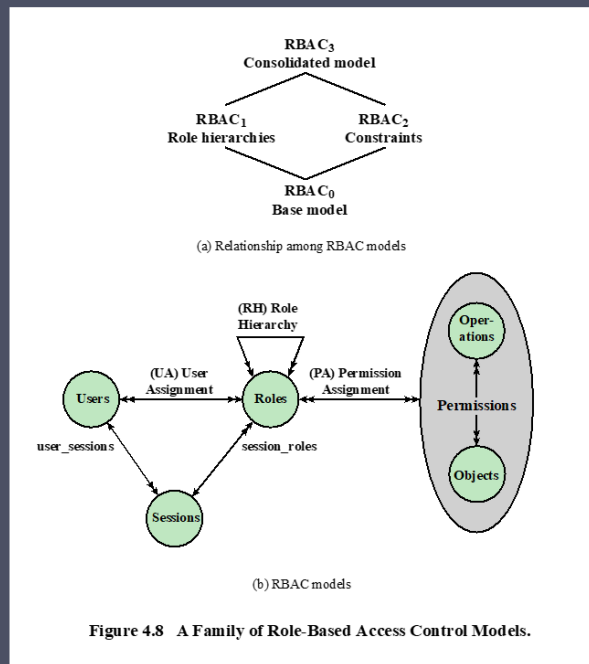 RBAC₃
Consolidated model
RBAC₁
Role hierarchies
RBAC₂
Constraints
RBAC₀
Base model
(a) Relationship among RBAC models
(RH) Role
Hierarchy
Oper-
ations
(UA) User
Assignment
(PA) Permission
Assignment
Users
Roles
Permissions
user_sessions
session_roles
Objects
Sessions
(b) RBAC models
Figure 4.8 A Family of Role-Based Access Control Models.